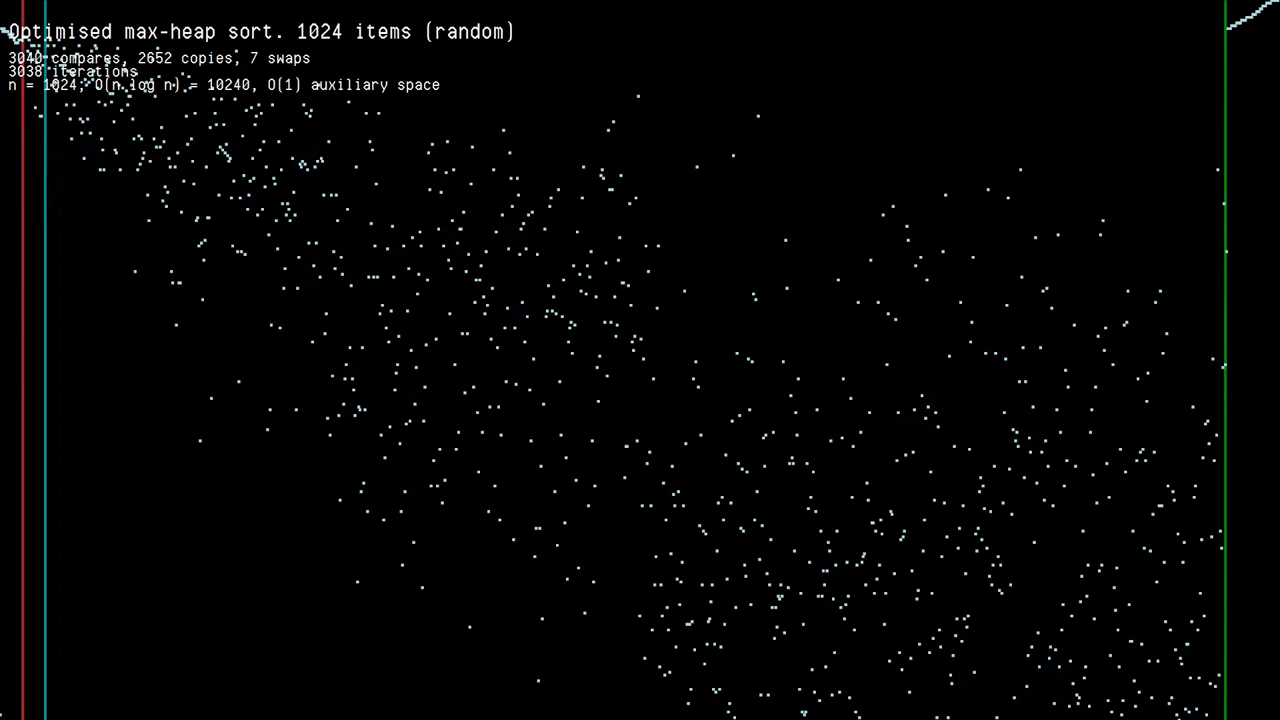 Optimised max-heap sort. 1024 items (random)
3040 compares, 2652 copies, 7 swaps
3038 iterations
n = 1024; O(n log n) = 10240, O(1) auxiliary space